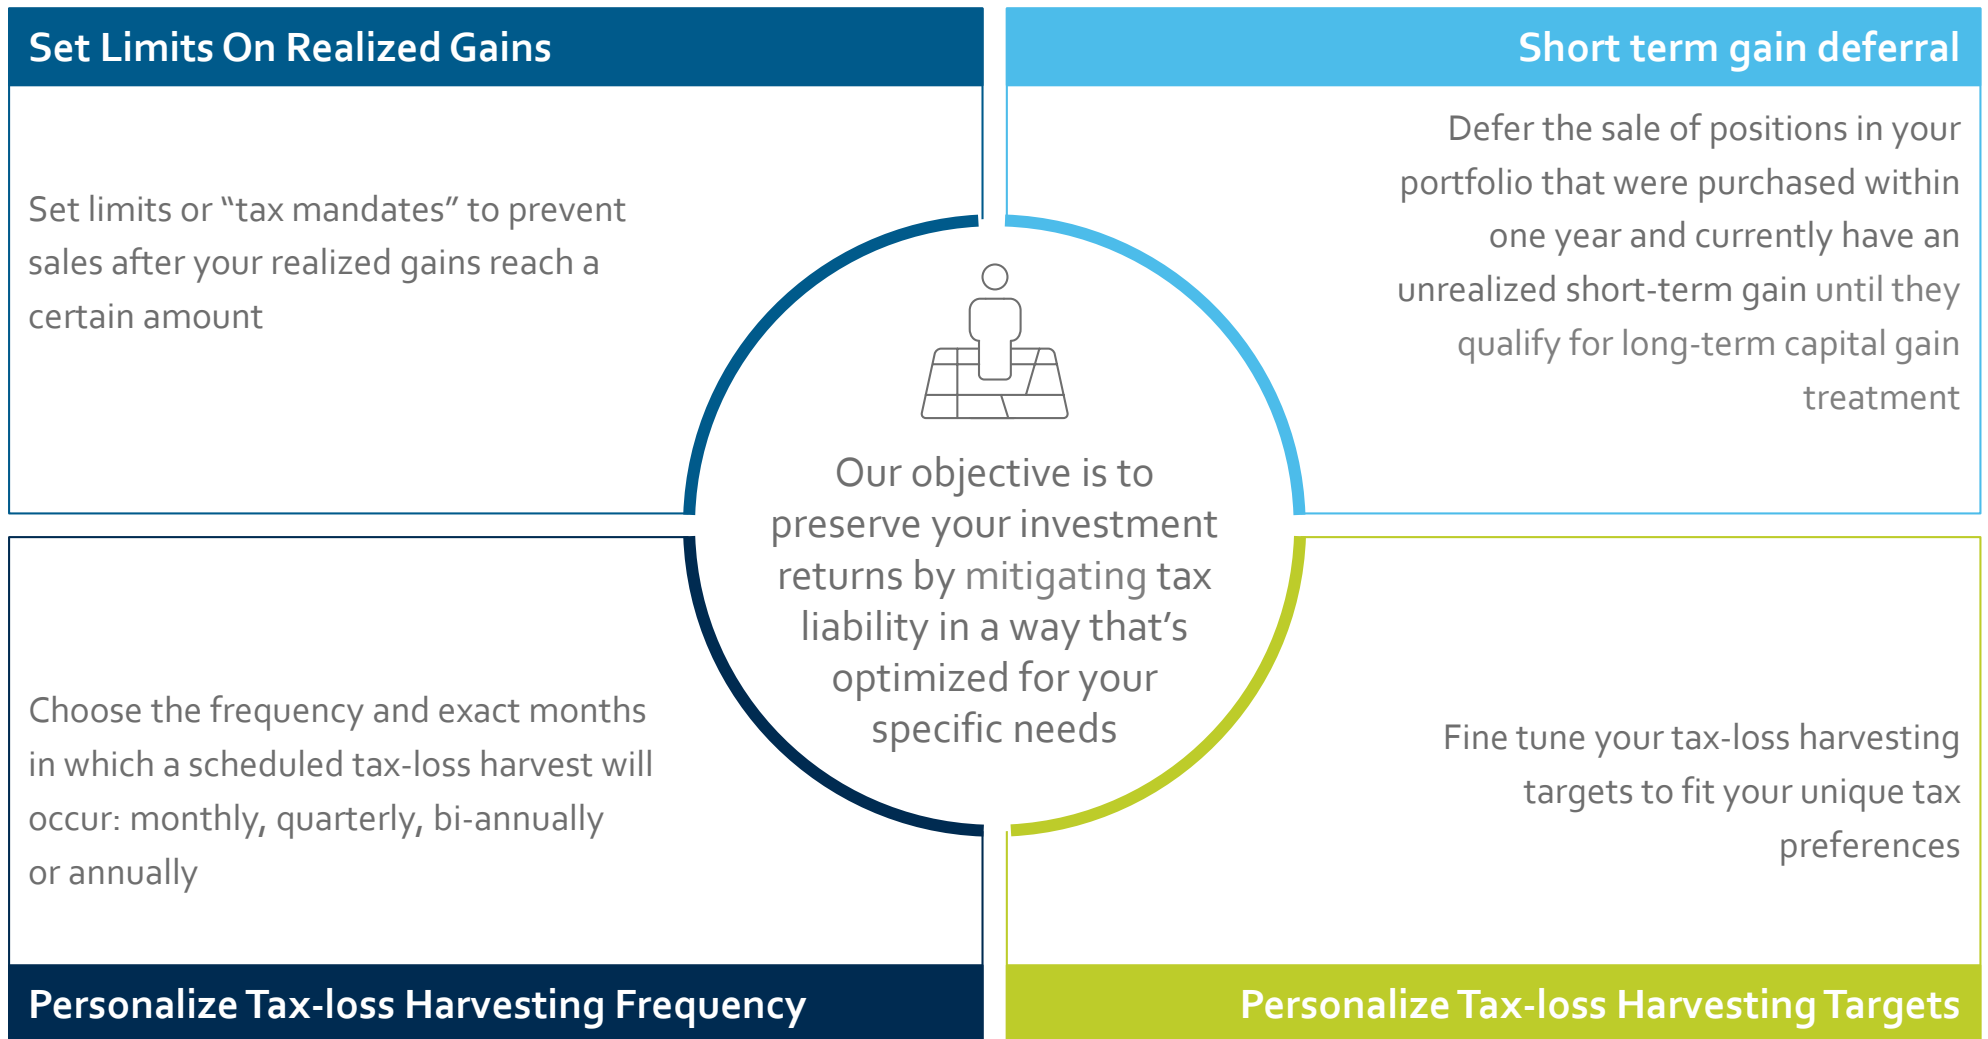 Set Limits On Realized Gains
Set limits or “tax mandates” to prevent
sales after your realized gains reach a
certain amount
Short term gain deferral
Defer the sale of positions in your
portfolio that were purchased within
one year and currently have an
unrealized short-term gain until they
qualify for long-term capital gain
treatment
Our objective is to
preserve your investment
returns by mitigating tax
liability in a way that’s
optimized for your
specific needs
Choose the frequency and exact months
in which a scheduled tax-loss harvest will
occur: monthly, quarterly, bi-annually
or annually
Personalize Tax-loss Harvesting Frequency
Fine tune your tax-loss harvesting
targets to fit your unique tax
preferences
Personalize Tax-loss Harvesting Targets